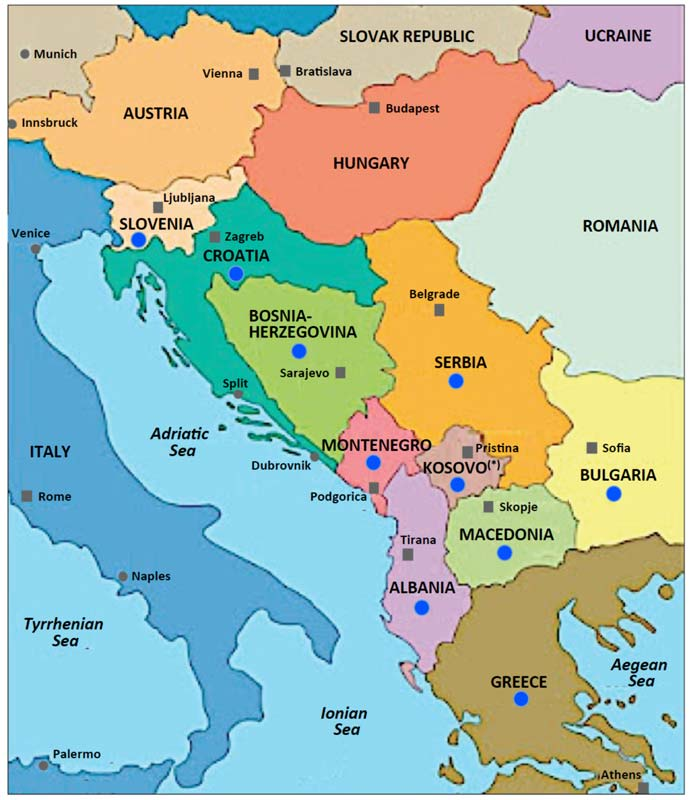 SLOVAK REPUBLIC
UCRAINE
Munich
Vienna
Bratislava
AUSTRIA
Budapest
Innsbruck
HUNGARY
Ljubljana
SLOVENIA
ROMANIA
Venice
Zagreb
CROATIA
Belgrade
BOSNIA-
HERZEGOVINA
SERBIA
Sarajevo
Split
Adriatic
Sea
MONTENEGRO
Pristina
Sofia
ITALY
Dubrovnik
KOSOVO(*)
BULGARIA
Rome
Podgorica
Skopje
MACEDONIA
Tirana
Naples
ALBANIA
Tyrrhenian
Sea
Aegean
Sea
GREECE
Ionian
Sea
Palermo
Athens